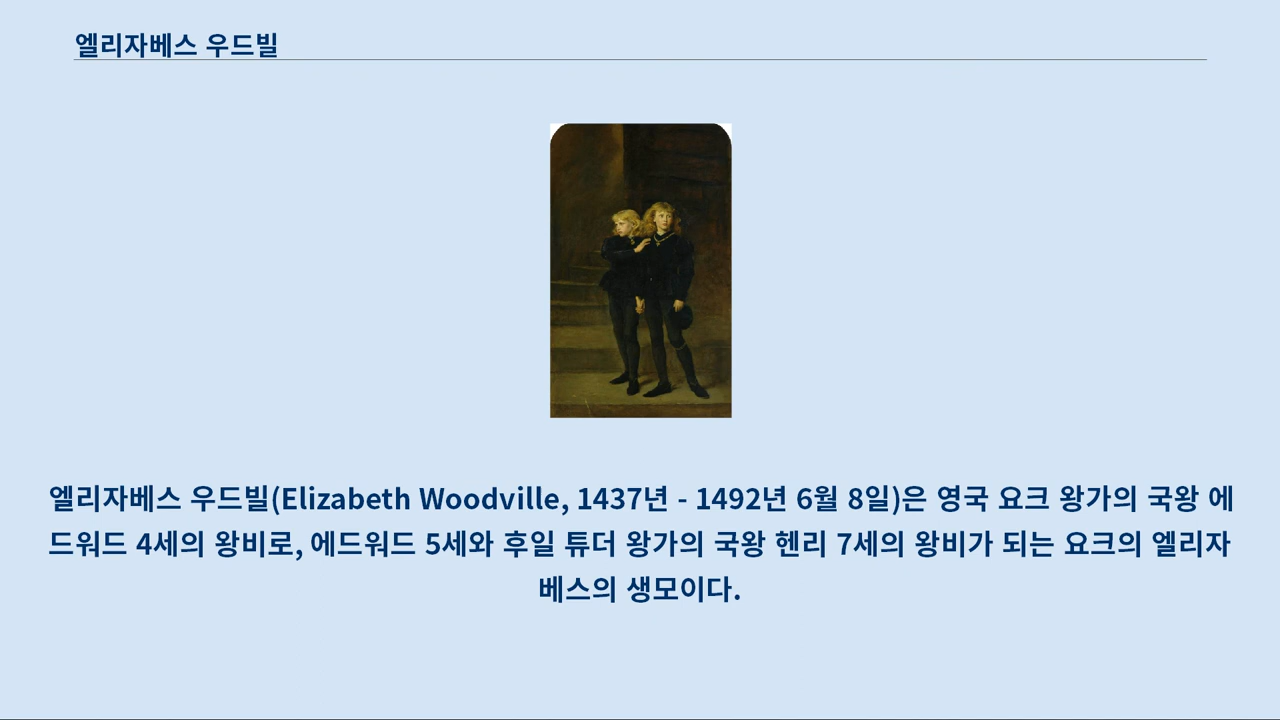 엘리자베스 우드빌
엘리자베스 우드빌(Elizabeth Woodville, 1437년 - 1492년 6월 8일)은 영국 요크 왕가의 국왕 에
드워드 4세의 왕비로, 에드워드 5세와 후일 튜더 왕가의 국왕 헨리 7세의 왕비가 되는 요크의 엘리자
베스의 생모이다.